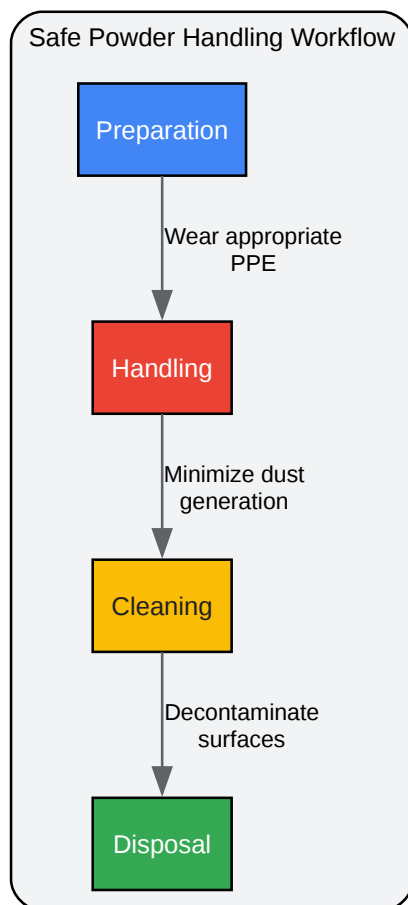 Safe Powder Handling Workflow
Preparation
Wear appropriate
PPE
Handling
Minimize dust
generation
Cleaning
Decontaminate
surfaces
Disposal